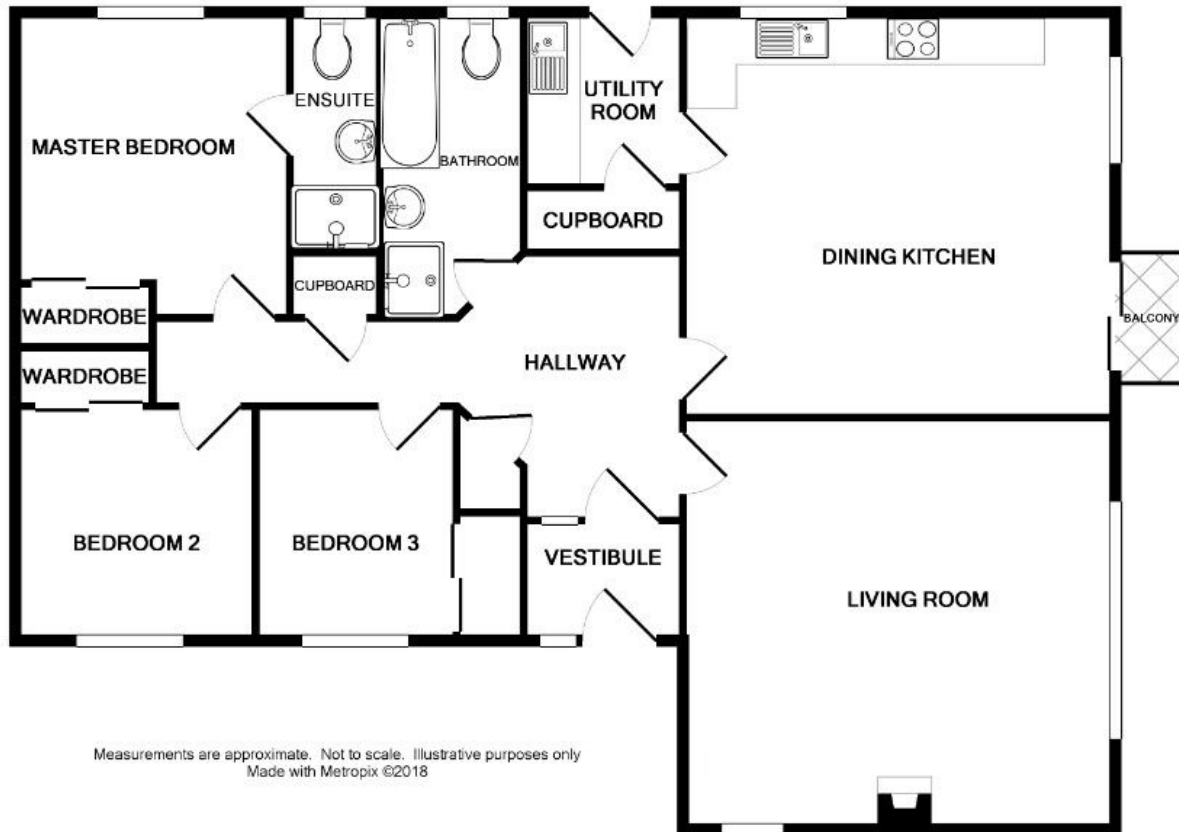 ENSUITE
MASTER BEDROOM
BATHROOM
UTILITY
ROOM
CUPBOARD
DINING KITCHEN
CUPBOARD
WARDROBE
BALCONY
WARDROBE
HALLWAY
BEDROOM 2
BEDROOM 3
VESTIBULE
LIVING ROOM
Measurements are approximate. Not to scale. Illustrative purposes only
Made with Metropix ©2018